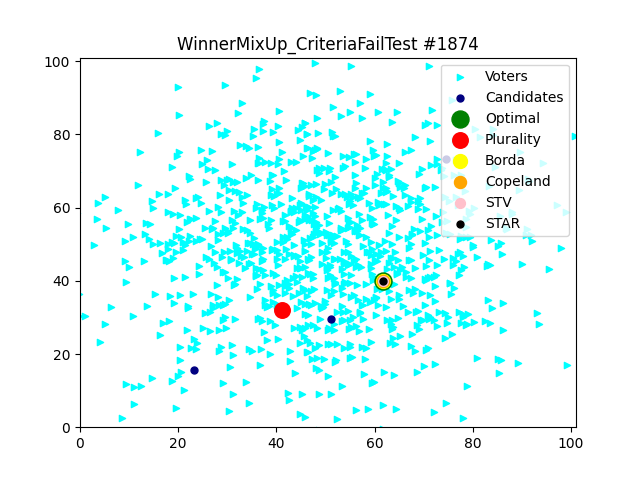 WinnerMixUp_CriteriaFailTest #1874
100
80
60
40
20
0
0
20
40
60
80
100
Voters
Candidates
Optimal
Plurality
Borda
Copeland
STV
STAR